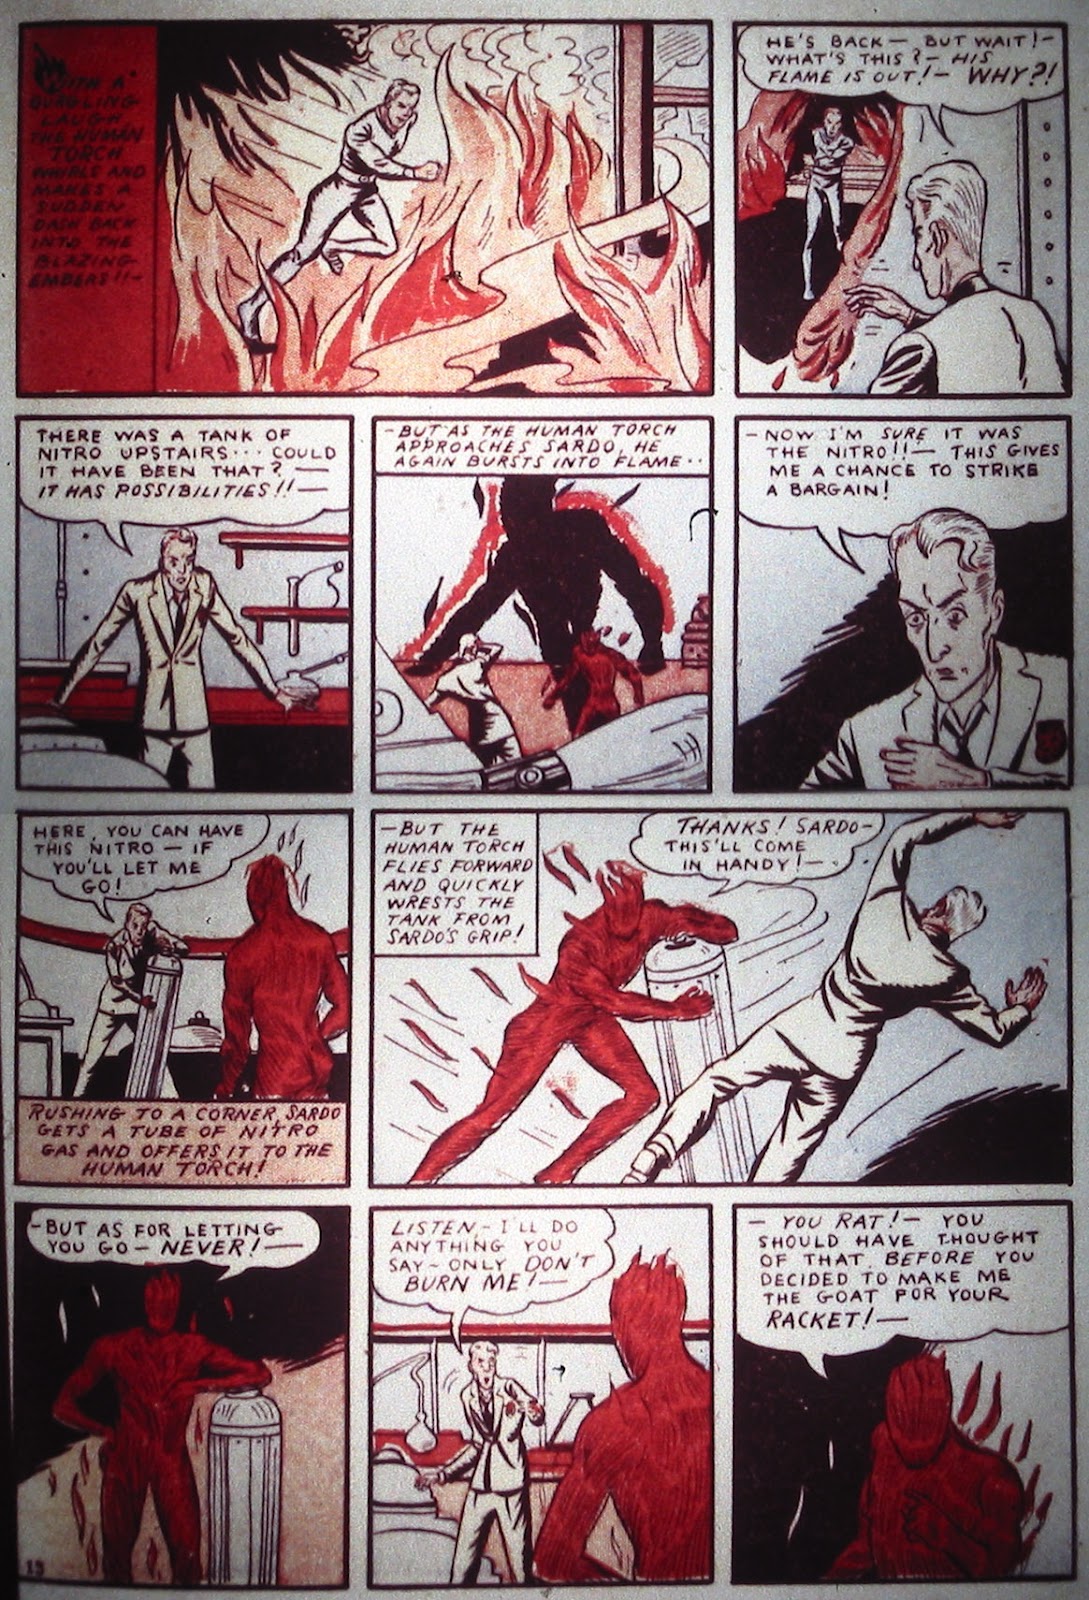 WITH A
GURGLING
LAUGH
THE HUMAN
TORCH
WHIRLS AND
MAKES A
SUDDEN
DASH BACK
INTO THE
BLAZING
EMBERS!!-
HE'S BACK — BUT WAIT!-
WHAT'S THIS?- HIS
FLAME IS OUT!- WHY?!
THERE WAS A TANK OF
NITRO UPSTAIRS... COULD
IT HAVE BEEN THAT?—
IT HAS POSSIBILITIES!!—
-BUT AS THE HUMAN TORCH
APPROACHES SARDO, HE
AGAIN BURSTS INTO FLAME..
-NOW I'M SURE IT WAS
THE NITRO!!- THIS GIVES
ME A CHANCE TO STRIKE
A BARGAIN!
HERE, YOU CAN HAVE
THIS NITRO — IF
YOU'LL LET ME
GO!
RUSHING TO A CORNER, SARDO
GETS A TUBE OF NITRO
GAS AND OFFERS IT TO THE
HUMAN TORCH!
-BUT THE
HUMAN TORCH
FLIES FORWARD
AND QUICKLY
WRESTS THE
TANK FROM
SARDO'S GRIP!
THANKS! SARDO-
THIS'LL COME
IN HANDY!-
-BUT AS FOR LETTING
YOU GO — NEVER!—
19
LISTEN,- I'LL DO
ANYTHING YOU
SAY- ONLY DON'T
BURN ME!—
- YOU RAT!- YOU
SHOULD HAVE THOUGHT
OF THAT BEFORE YOU
DECIDED TO MAKE ME
THE GOAT FOR YOUR
RACKET!—